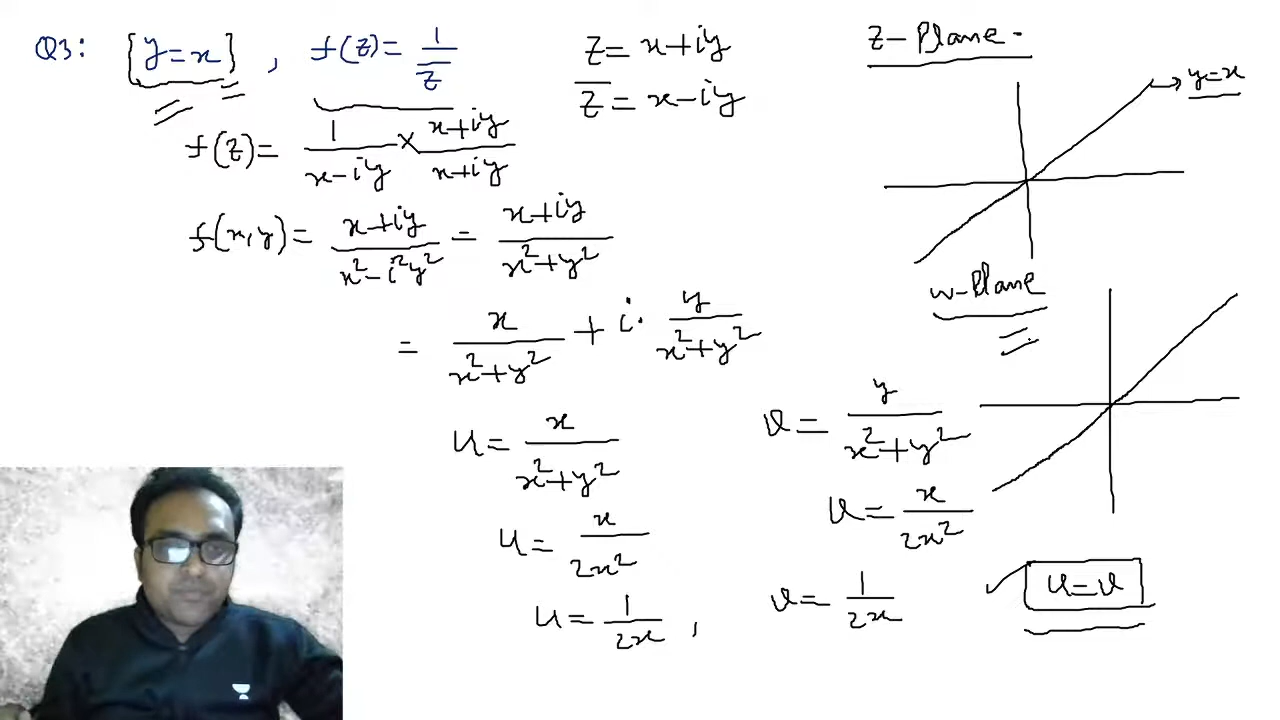 Q3: [y=x], f(z)= 1/z̅
z= x+iy
z̅= x-iy
f(z)= 1/(x-iy) × (x+iy)/(x+iy)
f(x,y)= (x+iy)/(x²-i²y²) = (x+iy)/(x²+y²)
= x/(x²+y²) + i· y/(x²+y²)
u= x/(x²+y²)
v= y/(x²+y²)
u= x/2x²
v= x/2x²
u= 1/2x , v= 1/2x
u=v
z-Plane-
→y=x
w-Plane